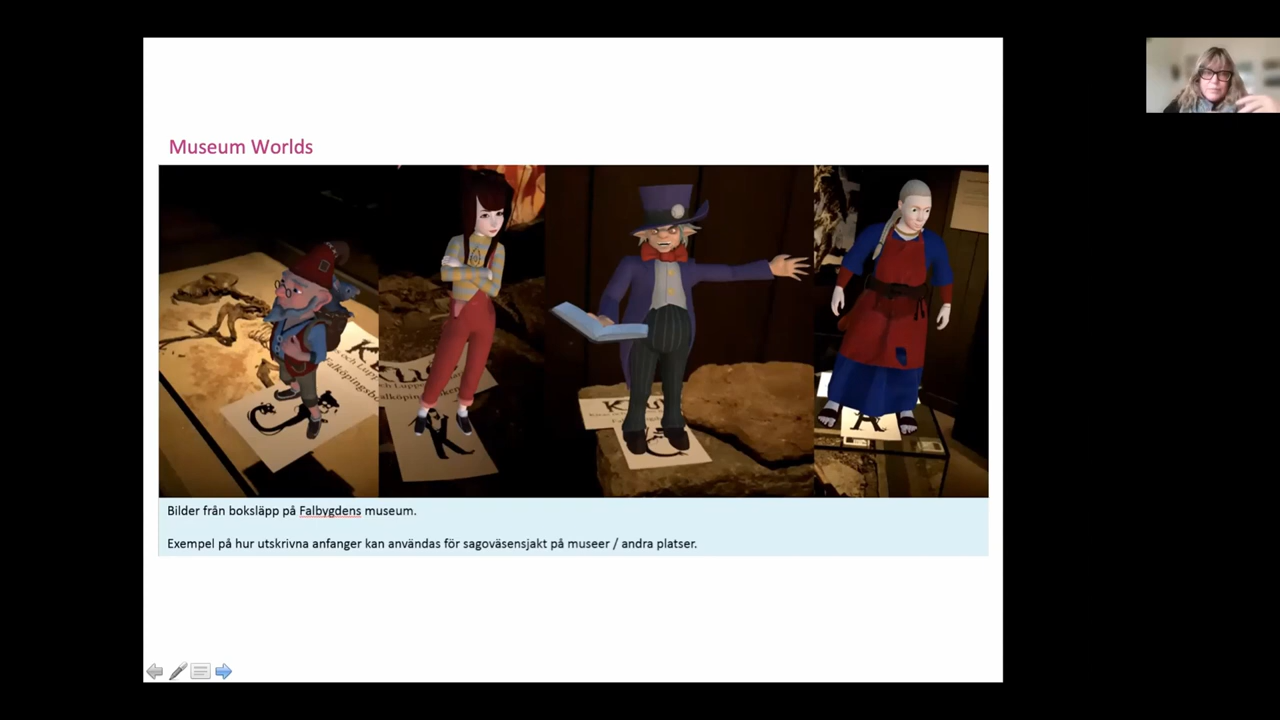 Museum Worlds
Bilder från boksläpp på Falbygdens museum.
Exempel på hur utskrivna anfanger kan användas för sagoväsensjakt på museer / andra platser.
K